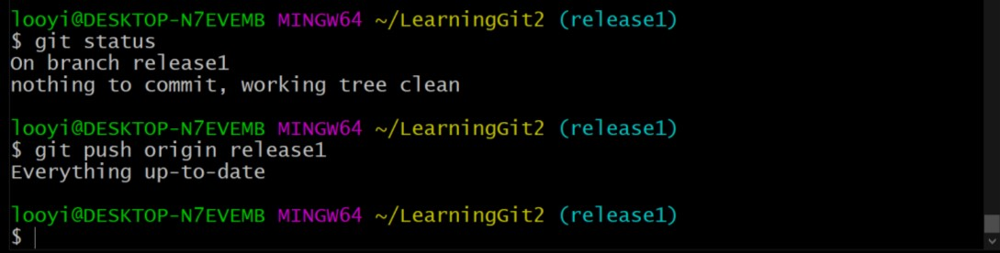 looyi@DESKTOP-N7EVEMB MINGW64 ~/LearningGit2 (release1)
$ git status
On branch release1
nothing to commit, working tree clean
looyi@DESKTOP-N7EVEMB MINGW64 ~/LearningGit2 (release1)
$ git push origin release1
Everything up-to-date
looyi@DESKTOP-N7EVEMB MINGW64 ~/LearningGit2 (release1)
$